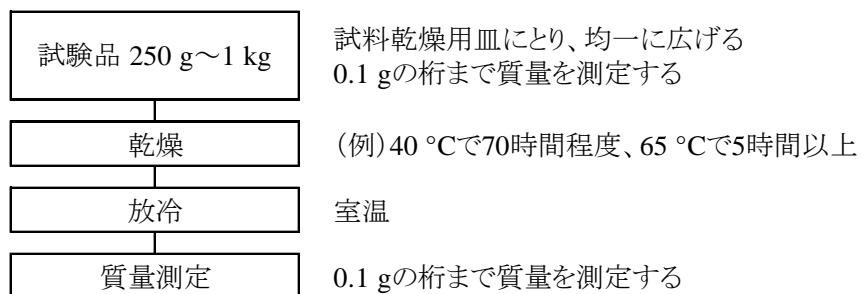 試験品 250 g～1 kg
試料乾燥用皿にとり、均一に広げる
0.1 gの桁まで質量を測定する
乾燥
（例）40 °Cで70時間程度、65 °Cで5時間以上
放冷
室温
質量測定
0.1 gの桁まで質量を測定する